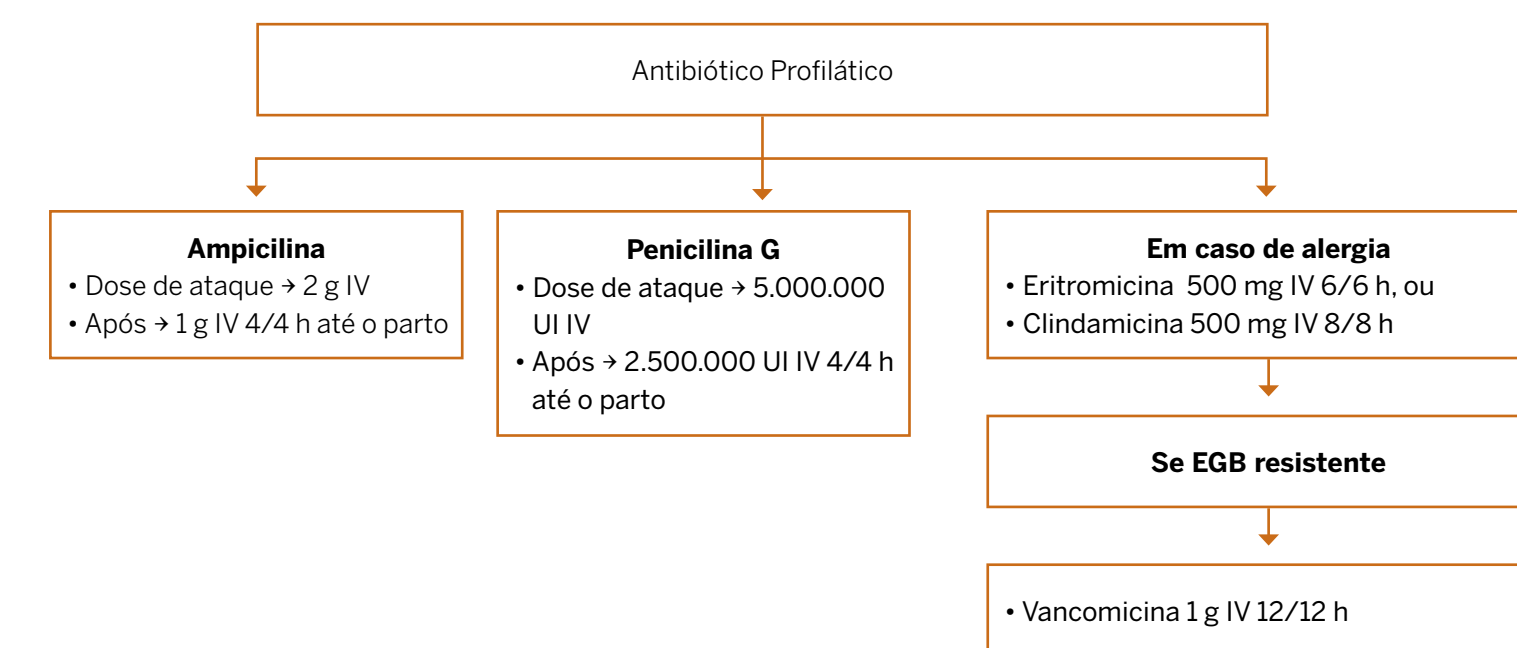 Antibiótico Profilático
Ampicilina
• Dose de ataque → 2 g IV
• Após → 1 g IV 4/4 h até o parto
Penicilina G
• Dose de ataque → 5.000.000
UI IV
• Após → 2.500.000 UI IV 4/4 h
até o parto
Em caso de alergia
• Eritromicina 500 mg IV 6/6 h, ou
• Clindamicina 500 mg IV 8/8 h
Se EGB resistente
• Vancomicina 1 g IV 12/12 h